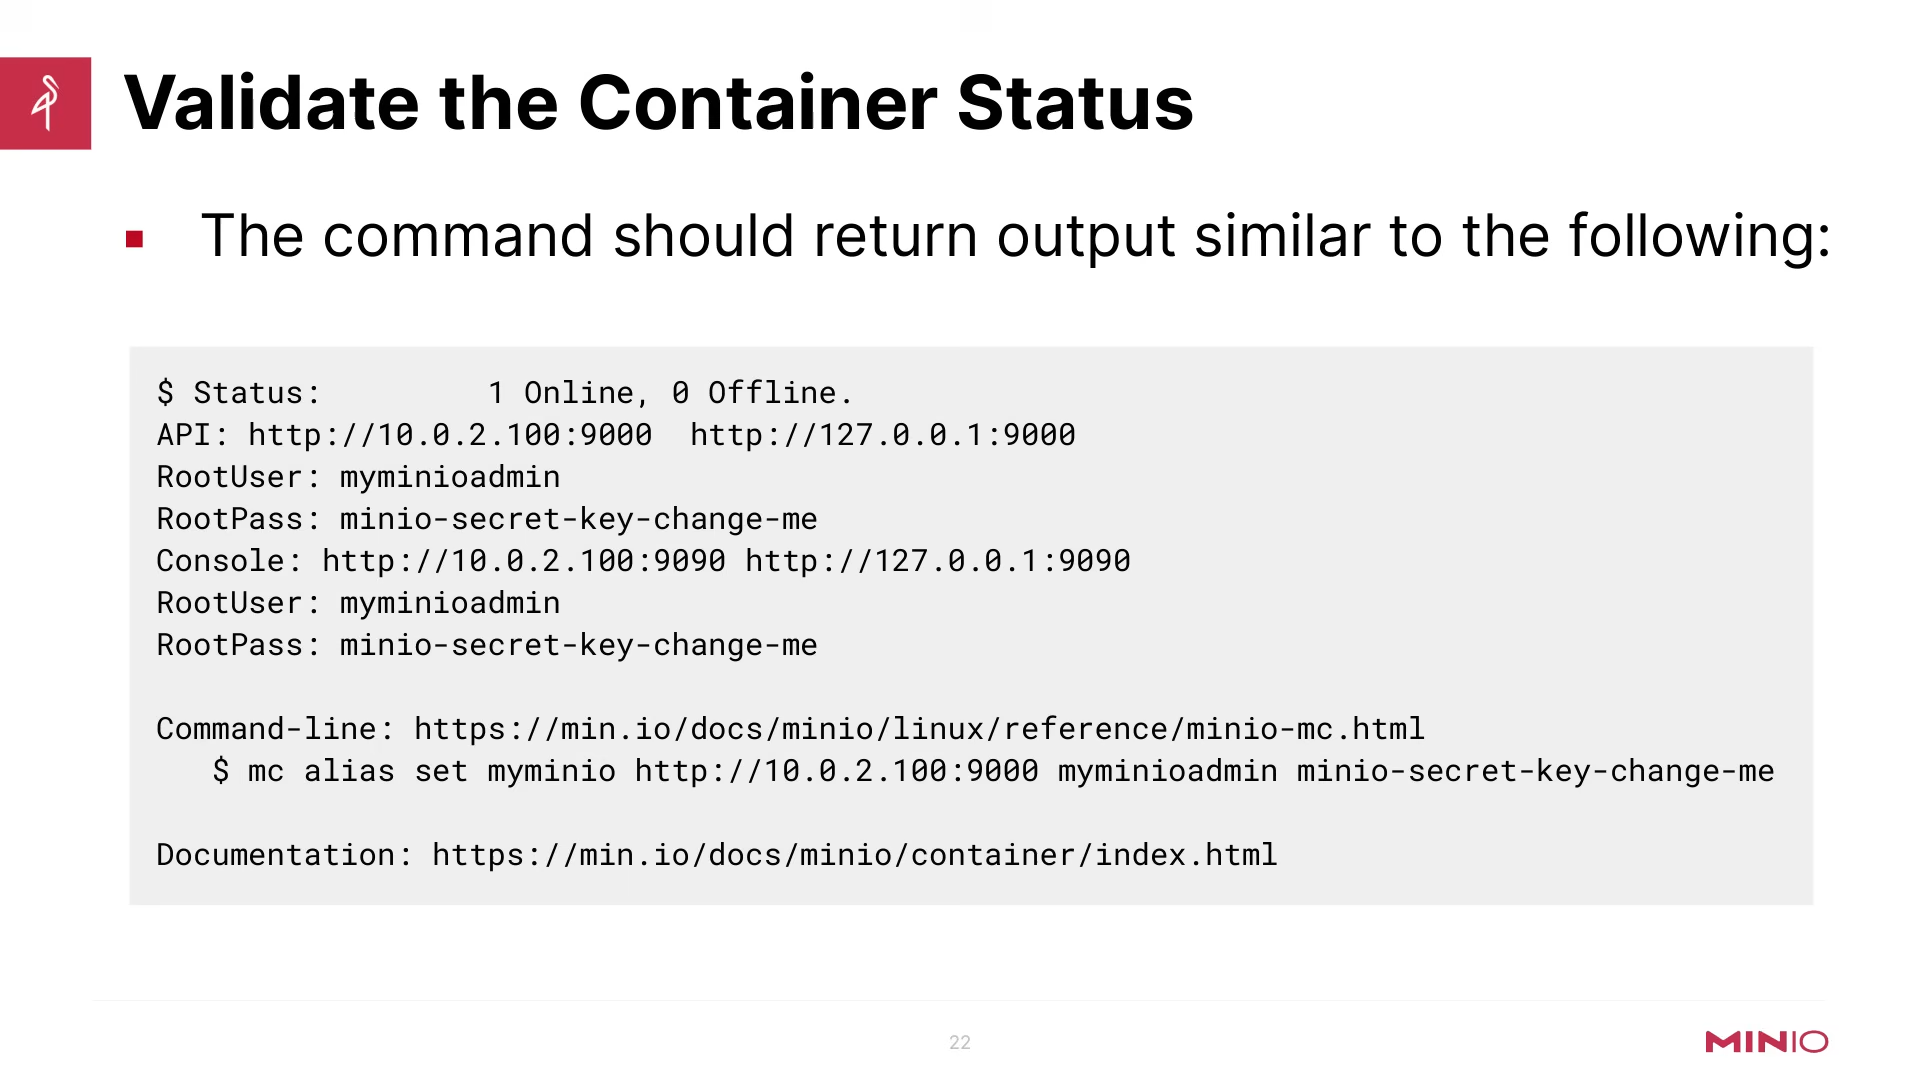 Validate the Container Status
▪ The command should return output similar to the following:
$ Status:         1 Online, 0 Offline.
API: http://10.0.2.100:9000  http://127.0.0.1:9000
RootUser: myminioadmin
RootPass: minio-secret-key-change-me
Console: http://10.0.2.100:9090 http://127.0.0.1:9090
RootUser: myminioadmin
RootPass: minio-secret-key-change-me
Command-line: https://min.io/docs/minio/linux/reference/minio-mc.html
   $ mc alias set myminio http://10.0.2.100:9000 myminioadmin minio-secret-key-change-me
Documentation: https://min.io/docs/minio/container/index.html
22
MINIO